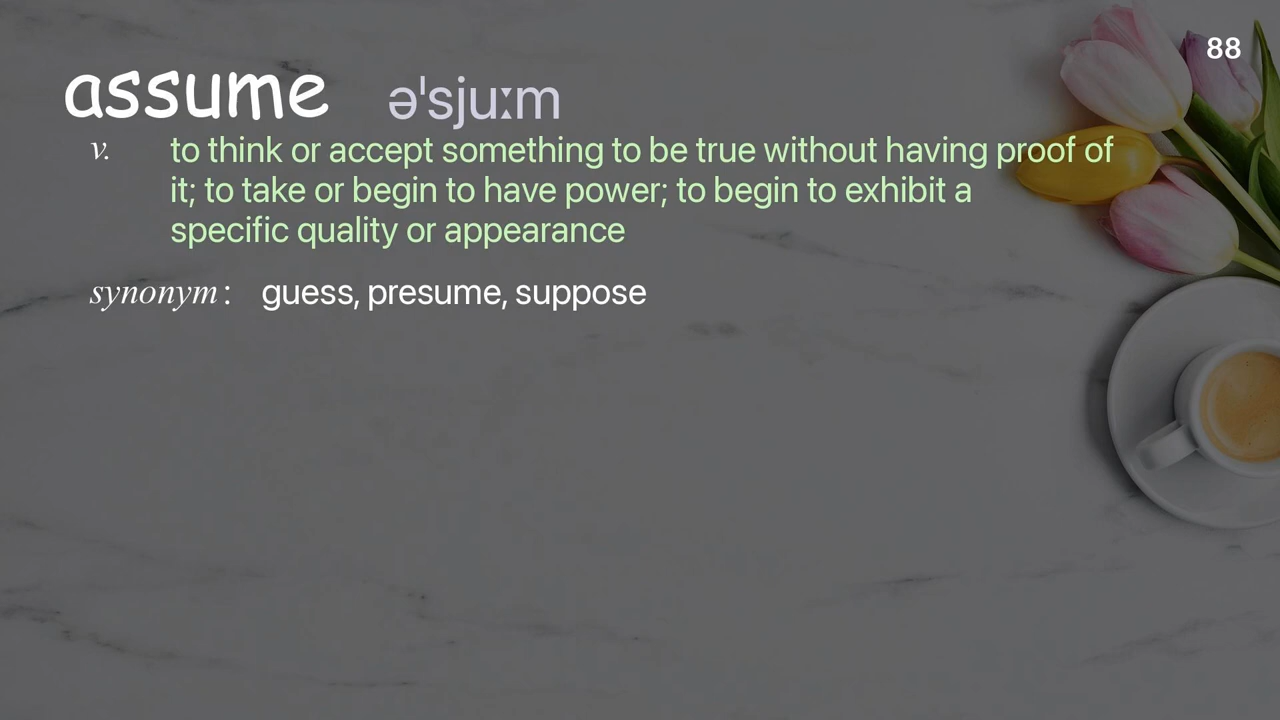 88
assume ə'sjuːm
v. to think or accept something to be true without having proof of
it; to take or begin to have power; to begin to exhibit a
specific quality or appearance
synonym : guess, presume, suppose